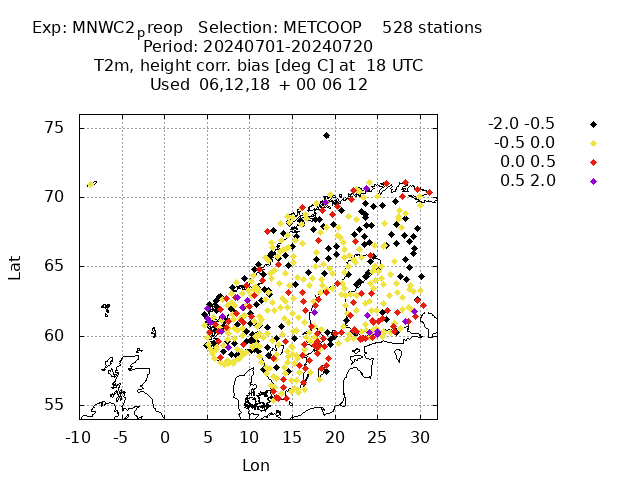 Exp: MNWC2preop Selection: METCOOP 528 stations
Period: 20240701-20240720
T2m, height corr. bias [deg C] at 18 UTC
Used 06,12,18 + 00 06 12
-2.0 -0.5
-0.5 0.0
0.0 0.5
0.5 2.0
75
70
65
60
55
Lat
-10 -5 0 5 10 15 20 25 30
Lon